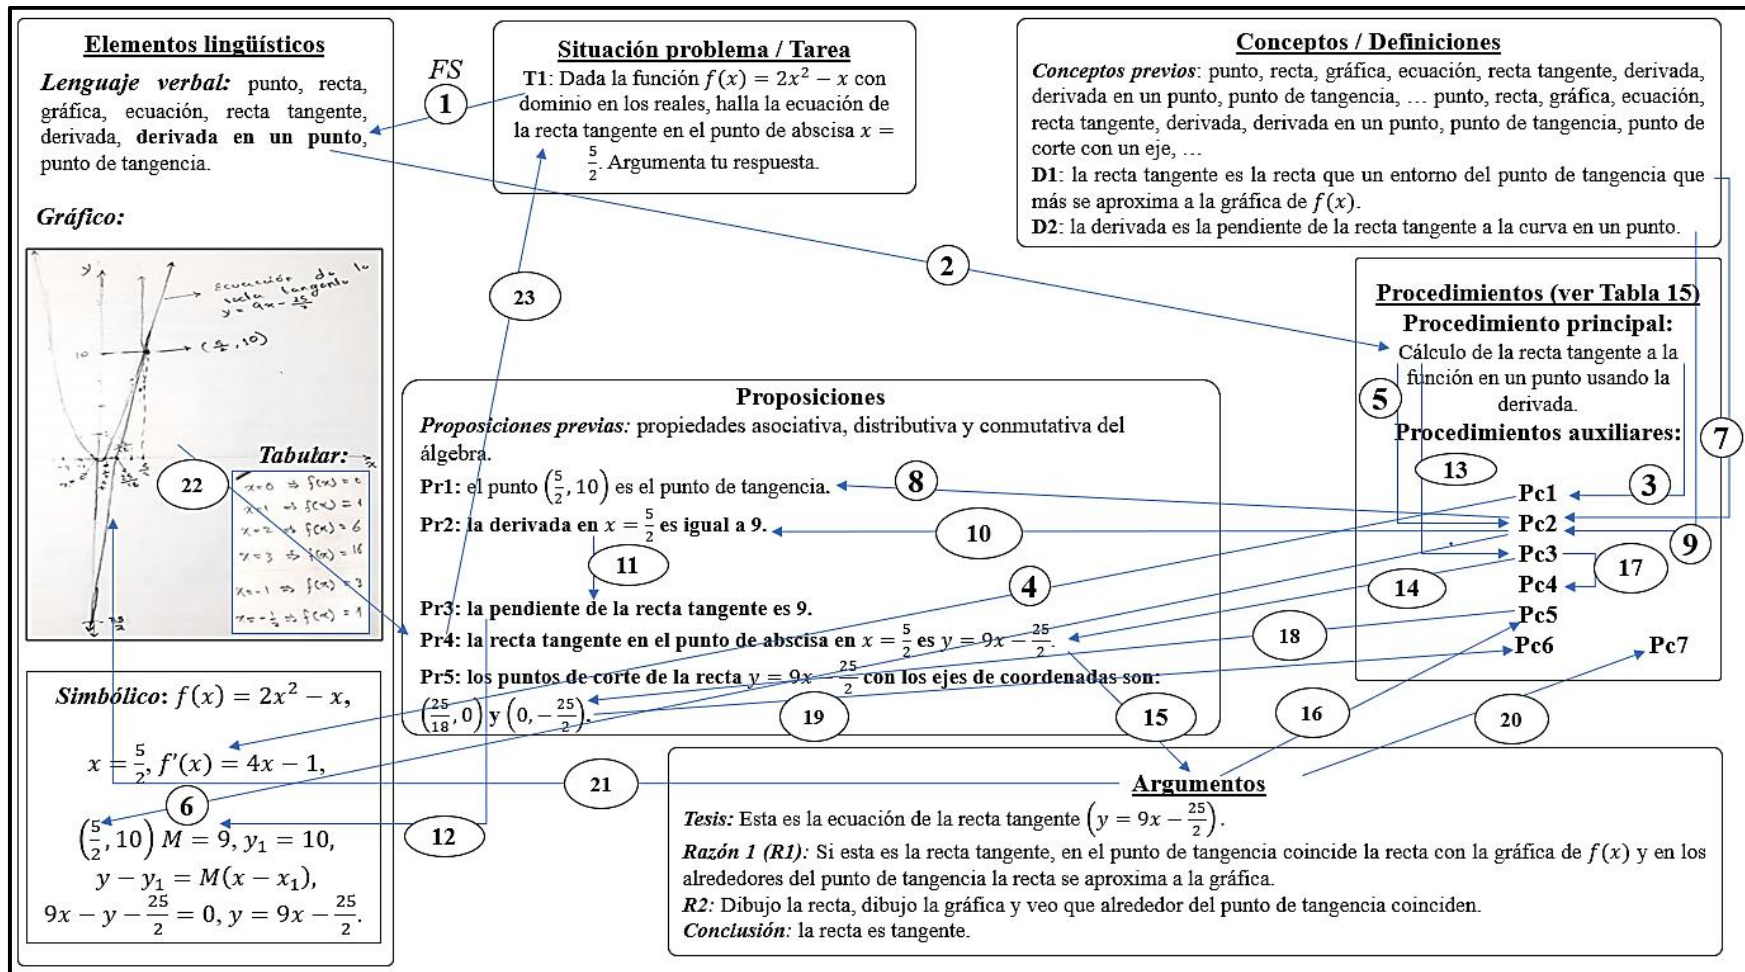 Elementos lingüísticos
Lenguaje verbal: punto, recta,
gráfica, ecuación, recta tangente,
derivada, derivada en un punto,
punto de tangencia.
Gráfico:
y
Ecuación de la
recta tangente
y = 9x - 25/2
10
(5/2, 10)
Tabular:
x=0 ⇒ f(x)=0
x=1 ⇒ f(x)=1
x=2 ⇒ f(x)=6
x=3 ⇒ f(x)=16
x=-1 ⇒ f(x)=3
x=-1/2 ⇒ f(x)=1
Simbólico: f(x) = 2x² − x,
x = 5/2, f'(x) = 4x − 1,
(5/2, 10) M = 9, y₁ = 10,
y − y₁ = M(x − x₁),
9x − y − 25/2 = 0, y = 9x − 25/2.
FS
1
Situación problema / Tarea
T1: Dada la función f(x) = 2x² − x con
dominio en los reales, halla la ecuación de
la recta tangente en el punto de abscisa x =
5/2. Argumenta tu respuesta.
Conceptos / Definiciones
Conceptos previos: punto, recta, gráfica, ecuación, recta tangente, derivada,
derivada en un punto, punto de tangencia, … punto, recta, gráfica, ecuación,
recta tangente, derivada, derivada en un punto, punto de tangencia, punto de
corte con un eje, …
D1: la recta tangente es la recta que un entorno del punto de tangencia que
más se aproxima a la gráfica de f(x).
D2: la derivada es la pendiente de la recta tangente a la curva en un punto.
2
23
Procedimientos (ver Tabla 15)
Procedimiento principal:
Cálculo de la recta tangente a la
función en un punto usando la
derivada.
Procedimientos auxiliares:
5
7
13
3
Pc1
Pc2
9
Pc3
17
Pc4
Pc5
Pc6
Pc7
Proposiciones
Proposiciones previas: propiedades asociativa, distributiva y conmutativa del
álgebra.
Pr1: el punto (5/2, 10) es el punto de tangencia.
Pr2: la derivada en x = 5/2 es igual a 9.
Pr3: la pendiente de la recta tangente es 9.
Pr4: la recta tangente en el punto de abscisa en x = 5/2 es y = 9x − 25/2.
Pr5: los puntos de corte de la recta y = 9x − 25/2 con los ejes de coordenadas son:
(25/18, 0) y (0, −25/2).
22
8
10
11
4
14
18
19
15
16
20
21
6
12
Argumentos
Tesis: Esta es la ecuación de la recta tangente (y = 9x − 25/2).
Razón 1 (R1): Si esta es la recta tangente, en el punto de tangencia coincide la recta con la gráfica de f(x) y en los
alrededores del punto de tangencia la recta se aproxima a la gráfica.
R2: Dibujo la recta, dibujo la gráfica y veo que alrededor del punto de tangencia coinciden.
Conclusión: la recta es tangente.